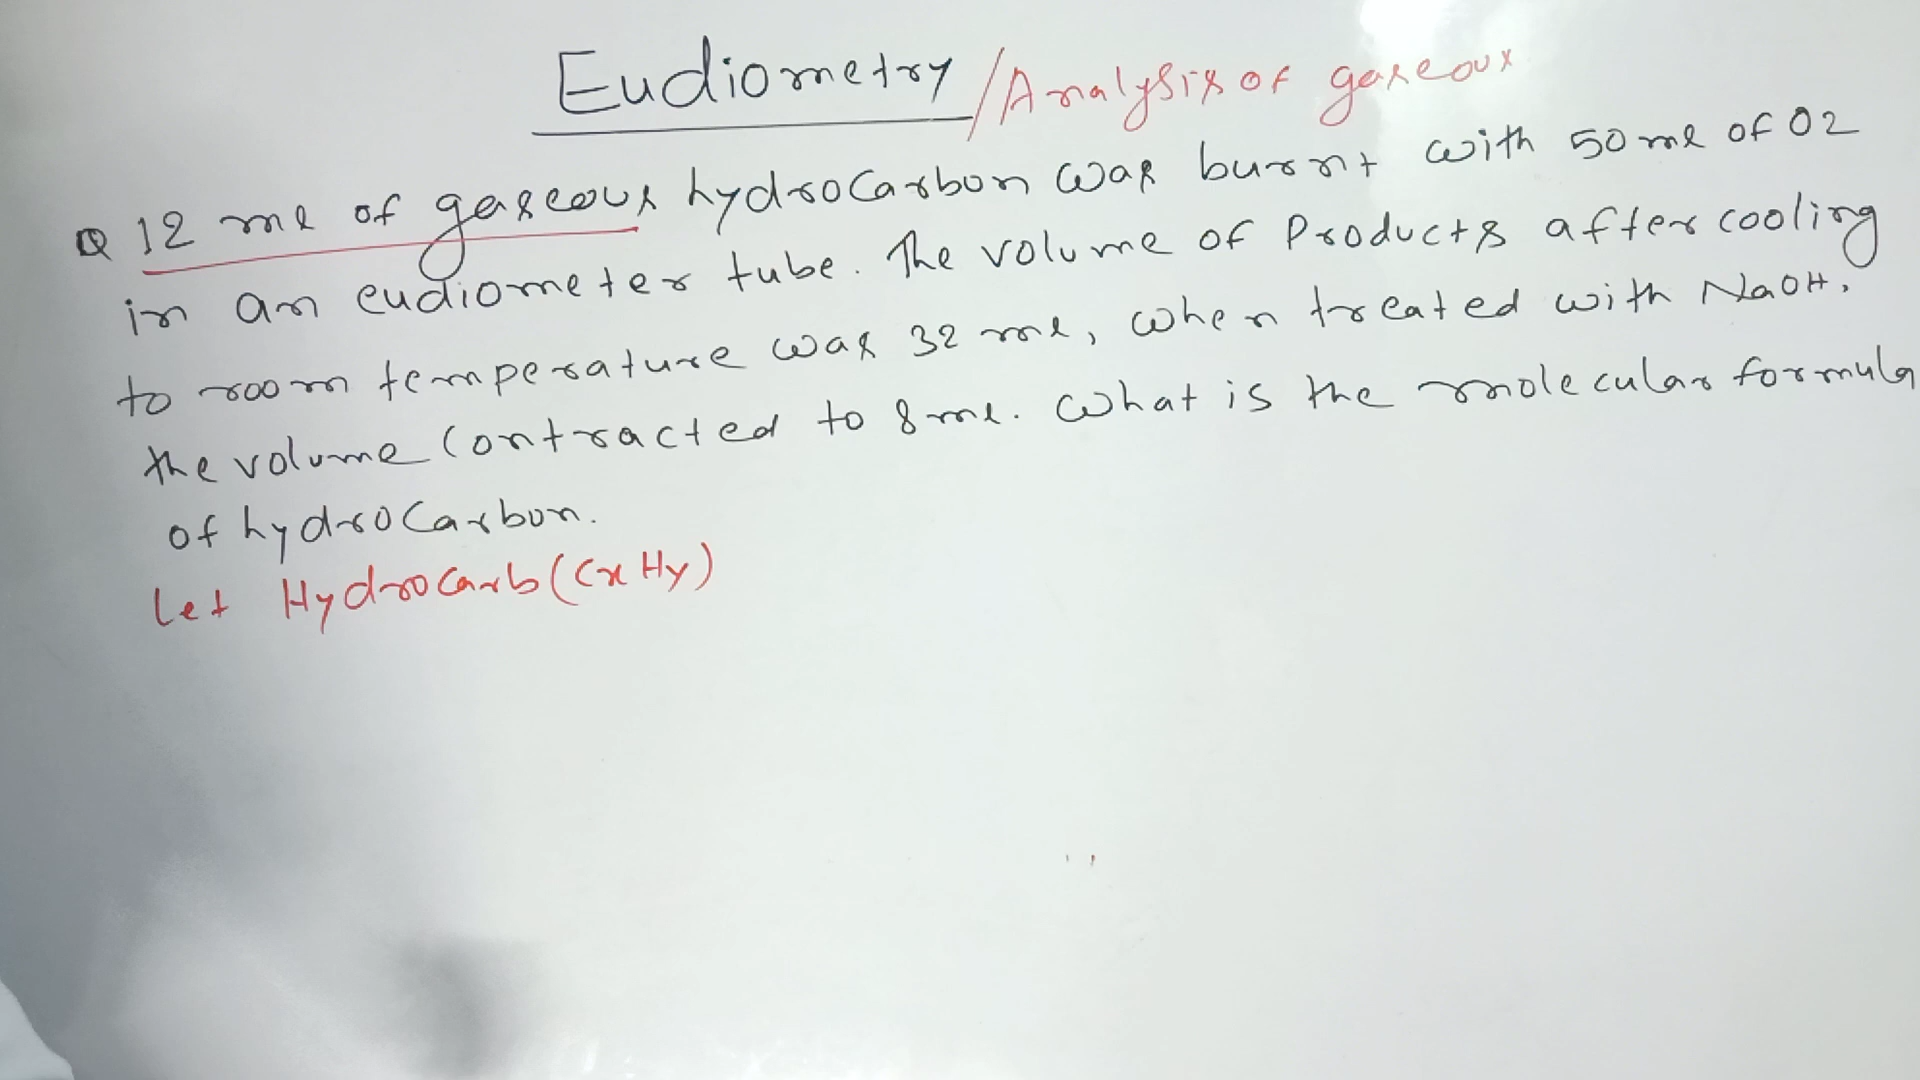 Eudiometry/Analysis of gaseous
Q 12 ml of gaseous hydrocarbon was burnt with 50 ml of O2
in an eudiometer tube. The volume of Products after cooling
to room temperature was 32 ml, when treated with NaOH.
the volume contracted to 8 ml. What is the molecular formula
of hydrocarbon.
Let Hydrocarb(CxHy)